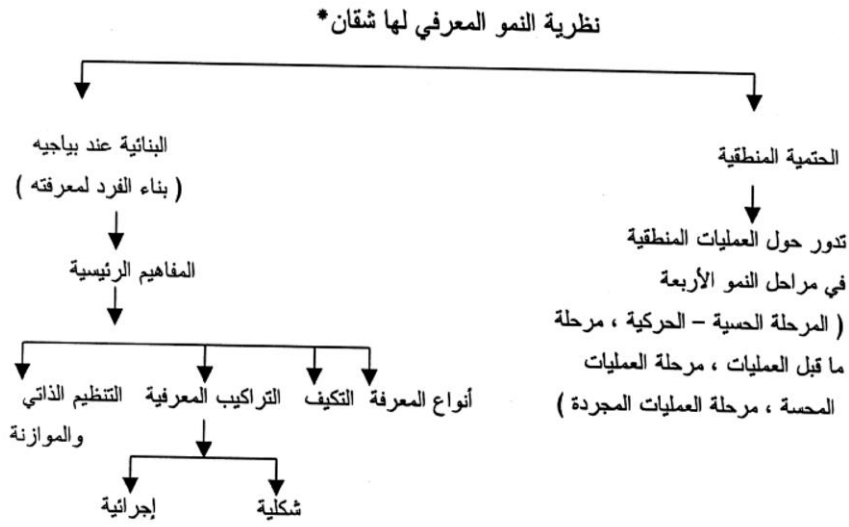 نظرية النمو المعرفي لها شقان*
الحتمية المنطقية
تدور حول العمليات المنطقية
في مراحل النمو الأربعة
( المرحلة الحسية – الحركية ، مرحلة
ما قبل العمليات ، مرحلة العمليات
المحسة ، مرحلة العمليات المجردة )
البنائية عند بياجيه
( بناء الفرد لمعرفته )
المفاهيم الرئيسية
أنواع المعرفة
التكيف
التراكيب المعرفية
التنظيم الذاتي
والموازنة
شكلية
إجرائية